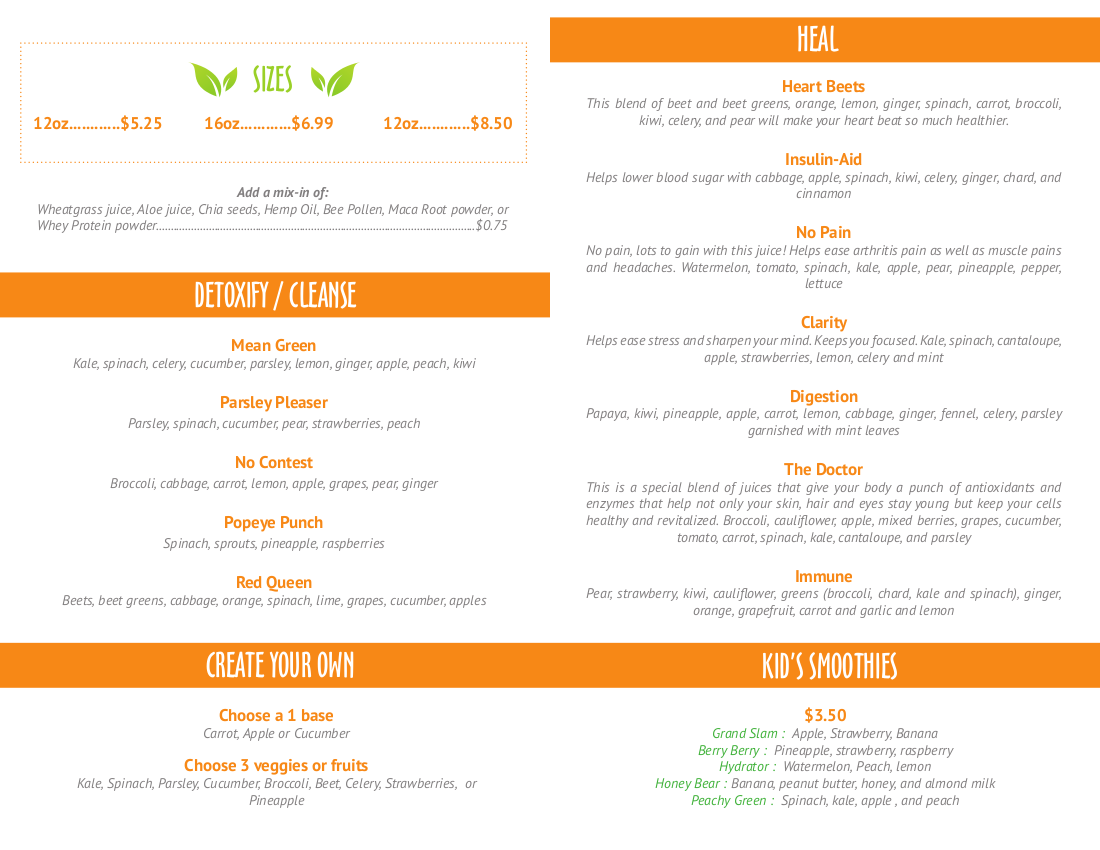 SIZES
12oz............$5.25
16oz............$6.99
12oz............$8.50
Add a mix-in of:
Wheatgrass juice, Aloe juice, Chia seeds, Hemp Oil, Bee Pollen, Maca Root powder, or
Whey Protein powder..............................................................................................................$0.75
DETOXIFY / CLEANSE
Mean Green
Kale, spinach, celery, cucumber, parsley, lemon, ginger, apple, peach, kiwi
Parsley Pleaser
Parsley, spinach, cucumber, pear, strawberries, peach
No Contest
Broccoli, cabbage, carrot, lemon, apple, grapes, pear, ginger
Popeye Punch
Spinach, sprouts, pineapple, raspberries
Red Queen
Beets, beet greens, cabbage, orange, spinach, lime, grapes, cucumber, apples
CREATE YOUR OWN
Choose a 1 base
Carrot, Apple or Cucumber
Choose 3 veggies or fruits
Kale, Spinach, Parsley, Cucumber, Broccoli, Beet, Celery, Strawberries, or
Pineapple
HEAL
Heart Beets
This blend of beet and beet greens, orange, lemon, ginger, spinach, carrot, broccoli,
kiwi, celery, and pear will make your heart beat so much healthier.
Insulin-Aid
Helps lower blood sugar with cabbage, apple, spinach, kiwi, celery, ginger, chard, and
cinnamon
No Pain
No pain, lots to gain with this juice! Helps ease arthritis pain as well as muscle pains
and headaches. Watermelon, tomato, spinach, kale, apple, pear, pineapple, pepper,
lettuce
Clarity
Helps ease stress and sharpen your mind. Keeps you focused. Kale, spinach, cantaloupe,
apple, strawberries, lemon, celery and mint
Digestion
Papaya, kiwi, pineapple, apple, carrot, lemon, cabbage, ginger, fennel, celery, parsley
garnished with mint leaves
The Doctor
This is a special blend of juices that give your body a punch of antioxidants and
enzymes that help not only your skin, hair and eyes stay young but keep your cells
healthy and revitalized. Broccoli, cauliflower, apple, mixed berries, grapes, cucumber,
tomato, carrot, spinach, kale, cantaloupe, and parsley
Immune
Pear, strawberry, kiwi, cauliflower, greens (broccoli, chard, kale and spinach), ginger,
orange, grapefruit, carrot and garlic and lemon
KID'S SMOOTHIES
$3.50
Grand Slam : Apple, Strawberry, Banana
Berry Berry : Pineapple, strawberry, raspberry
Hydrator : Watermelon, Peach, lemon
Honey Bear : Banana, peanut butter, honey, and almond milk
Peachy Green : Spinach, kale, apple , and peach